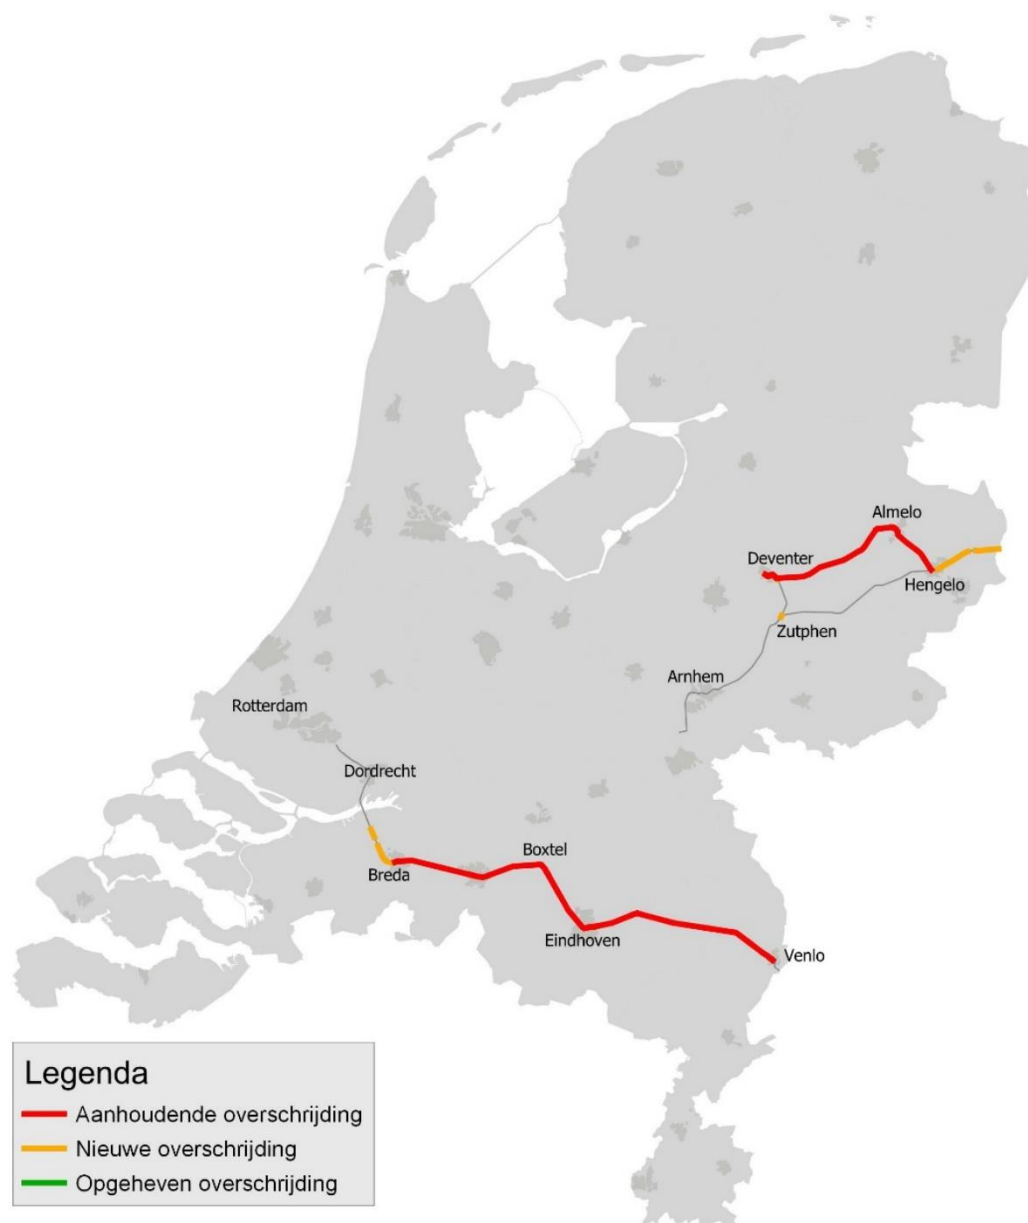 Almelo
Deventer
Hengelo
Zutphen
Arnhem
Rotterdam
Dordrecht
Boxtel
Breda
Eindhoven
Venlo
Legenda
Aanhoudende overschrijding
Nieuwe overschrijding
Opgeheven overschrijding